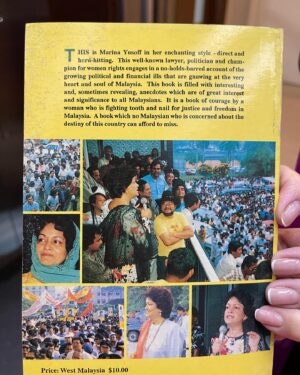 THIS is Marina Yusoff in her enchanting style - direct and
hard-hitting. This well-known lawyer, politician and cham-
pion for women rights engages in a no-holds-barred account of the
growing political and financial ills that are gnawing at the very
heart and soul of Malaysia. This book is filled with interesting
and, sometimes revealing, anecdotes which are of great interest
and significance to all Malaysians. It is a book of courage by a
woman who is fighting tooth and nail for justice and freedom in
Malaysia. A book which no Malaysian who is concerned about the
destiny of this country can afford to miss.
Price: West Malaysia $10.00